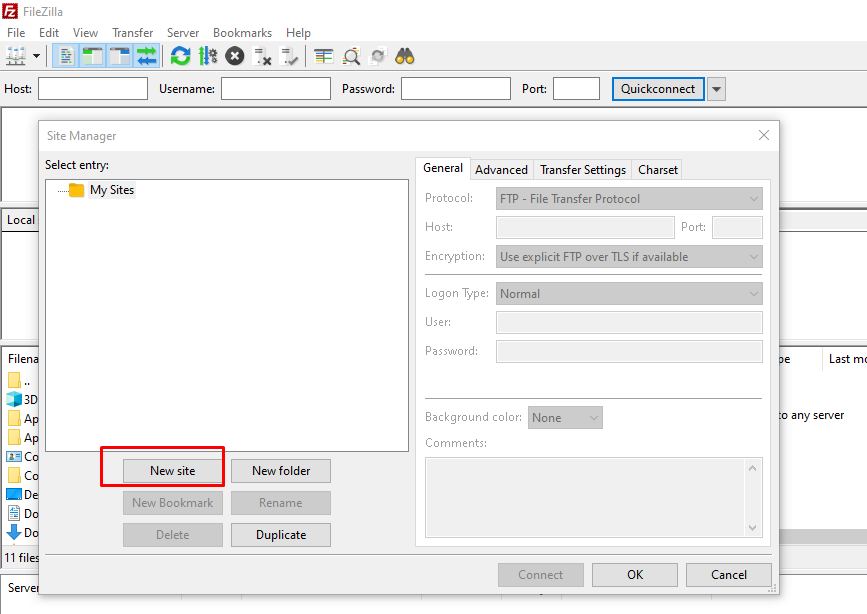 FileZilla
File Edit View Transfer Server Bookmarks Help
Host: Username: Password: Port: Quickconnect
Site Manager
Select entry:
My Sites
New site New folder
New Bookmark Rename
Delete Duplicate
General Advanced Transfer Settings Charset
Protocol: FTP - File Transfer Protocol
Host: Port:
Encryption: Use explicit FTP over TLS if available
Logon Type: Normal
User:
Password:
Background color: None
Comments:
Connect OK Cancel
Local
Filena
..
3D
Ap
Ap
Co
Co
De
Do
Do
11 files
Server
pe Last mo
to any server